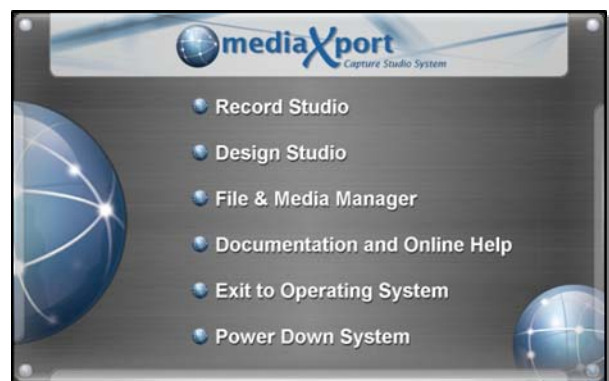 mediaXport
Capture Studio System
Record Studio
Design Studio
File & Media Manager
Documentation and Online Help
Exit to Operating System
Power Down System